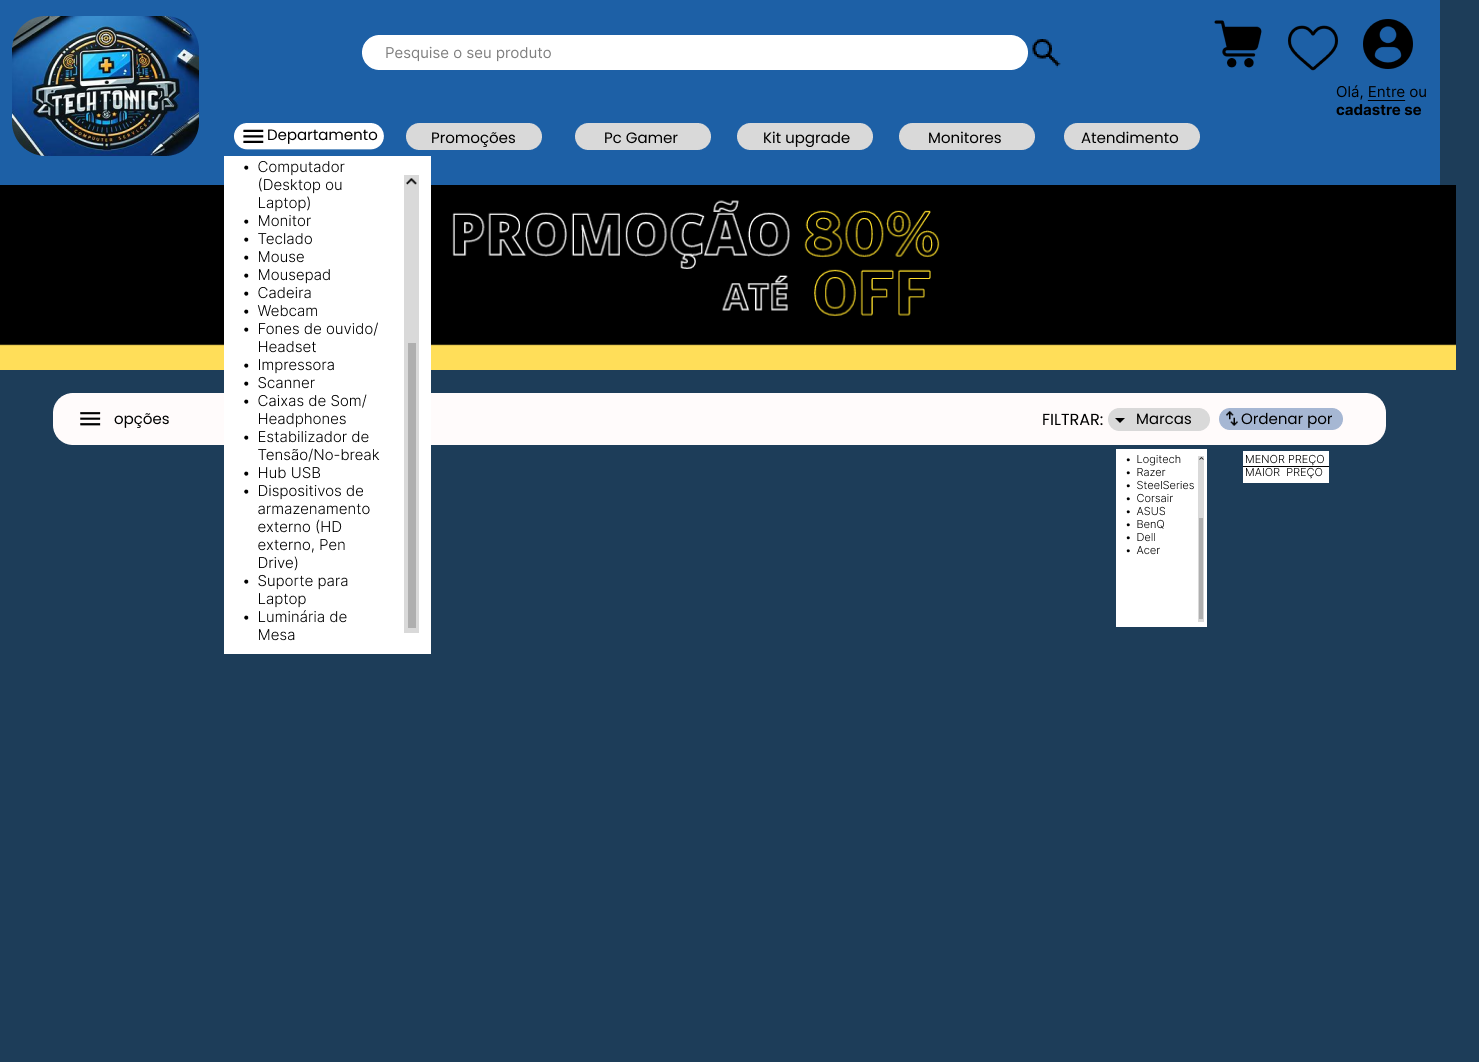 TECHTONIC
COMPUTER SERVICE
Pesquise o seu produto
Olá, Entre ou
cadastre se
Departamento
Promoções
Pc Gamer
Kit upgrade
Monitores
Atendimento
• Computador
(Desktop ou
Laptop)
• Monitor
• Teclado
• Mouse
• Mousepad
• Cadeira
• Webcam
• Fones de ouvido/
Headset
• Impressora
• Scanner
• Caixas de Som/
Headphones
• Estabilizador de
Tensão/No-break
• Hub USB
• Dispositivos de
armazenamento
externo (HD
externo, Pen
Drive)
• Suporte para
Laptop
• Luminária de
Mesa
PROMOÇÃO 80%
ATÉ OFF
opções
FILTRAR:
Marcas
Ordenar por
• Logitech
• Razer
• SteelSeries
• Corsair
• ASUS
• BenQ
• Dell
• Acer
MENOR PREÇO
MAIOR PREÇO